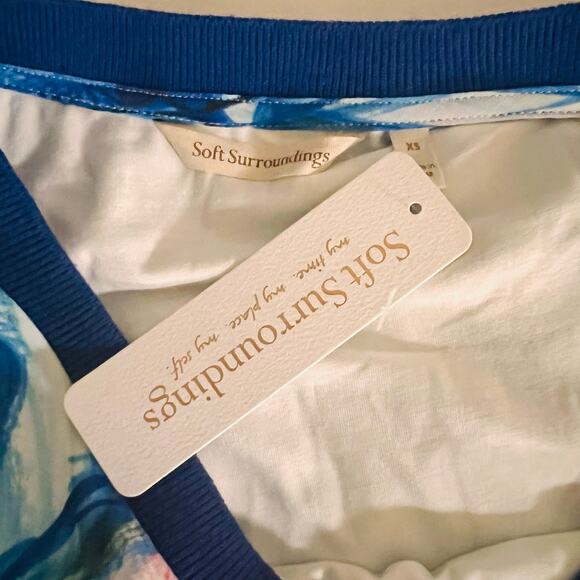 Soft Surroundings
XS
Soft Surroundings
my time. my place. my self.